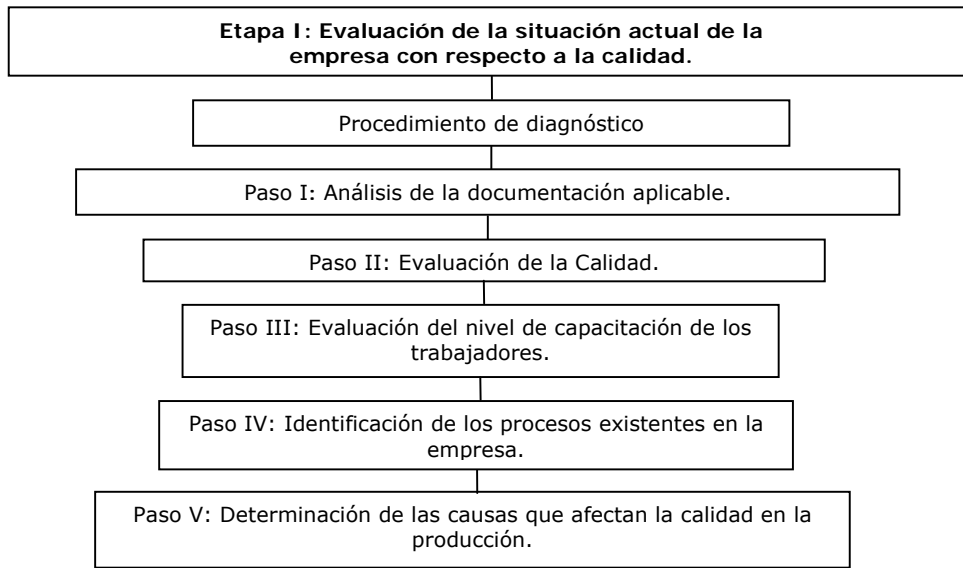 Etapa I: Evaluación de la situación actual de la
empresa con respecto a la calidad.
Procedimiento de diagnóstico
Paso I: Análisis de la documentación aplicable.
Paso II: Evaluación de la Calidad.
Paso III: Evaluación del nivel de capacitación de los
trabajadores.
Paso IV: Identificación de los procesos existentes en la
empresa.
Paso V: Determinación de las causas que afectan la calidad en la
producción.